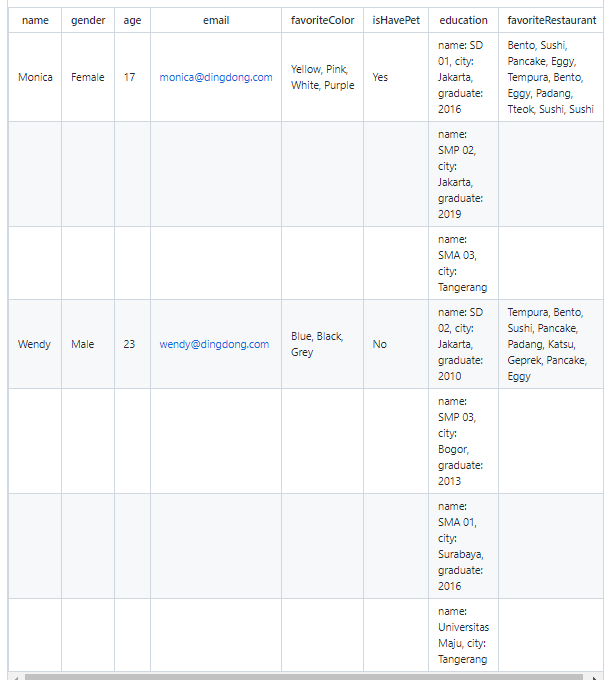 name gender age email favoriteColor isHavePet education favoriteRestaurant
Monica Female 17 monica@dingdong.com Yellow, Pink, White, Purple Yes
name: SD
01, city:
Jakarta,
graduate:
2016
Bento, Sushi,
Pancake, Eggy,
Tempura, Bento,
Eggy, Padang,
Tteok, Sushi, Sushi
name:
SMP 02,
city:
Jakarta,
graduate:
2019
name:
SMA 03,
city:
Tangerang
Wendy Male 23 wendy@dingdong.com Blue, Black, Grey No
name: SD
02, city:
Jakarta,
graduate:
2010
Tempura, Bento,
Sushi, Pancake,
Padang, Katsu,
Geprek, Pancake,
Eggy
name:
SMP 03,
city:
Bogor,
graduate:
2013
name:
SMA 01,
city:
Surabaya,
graduate:
2016
name:
Universitas
Maju, city:
Tangerang